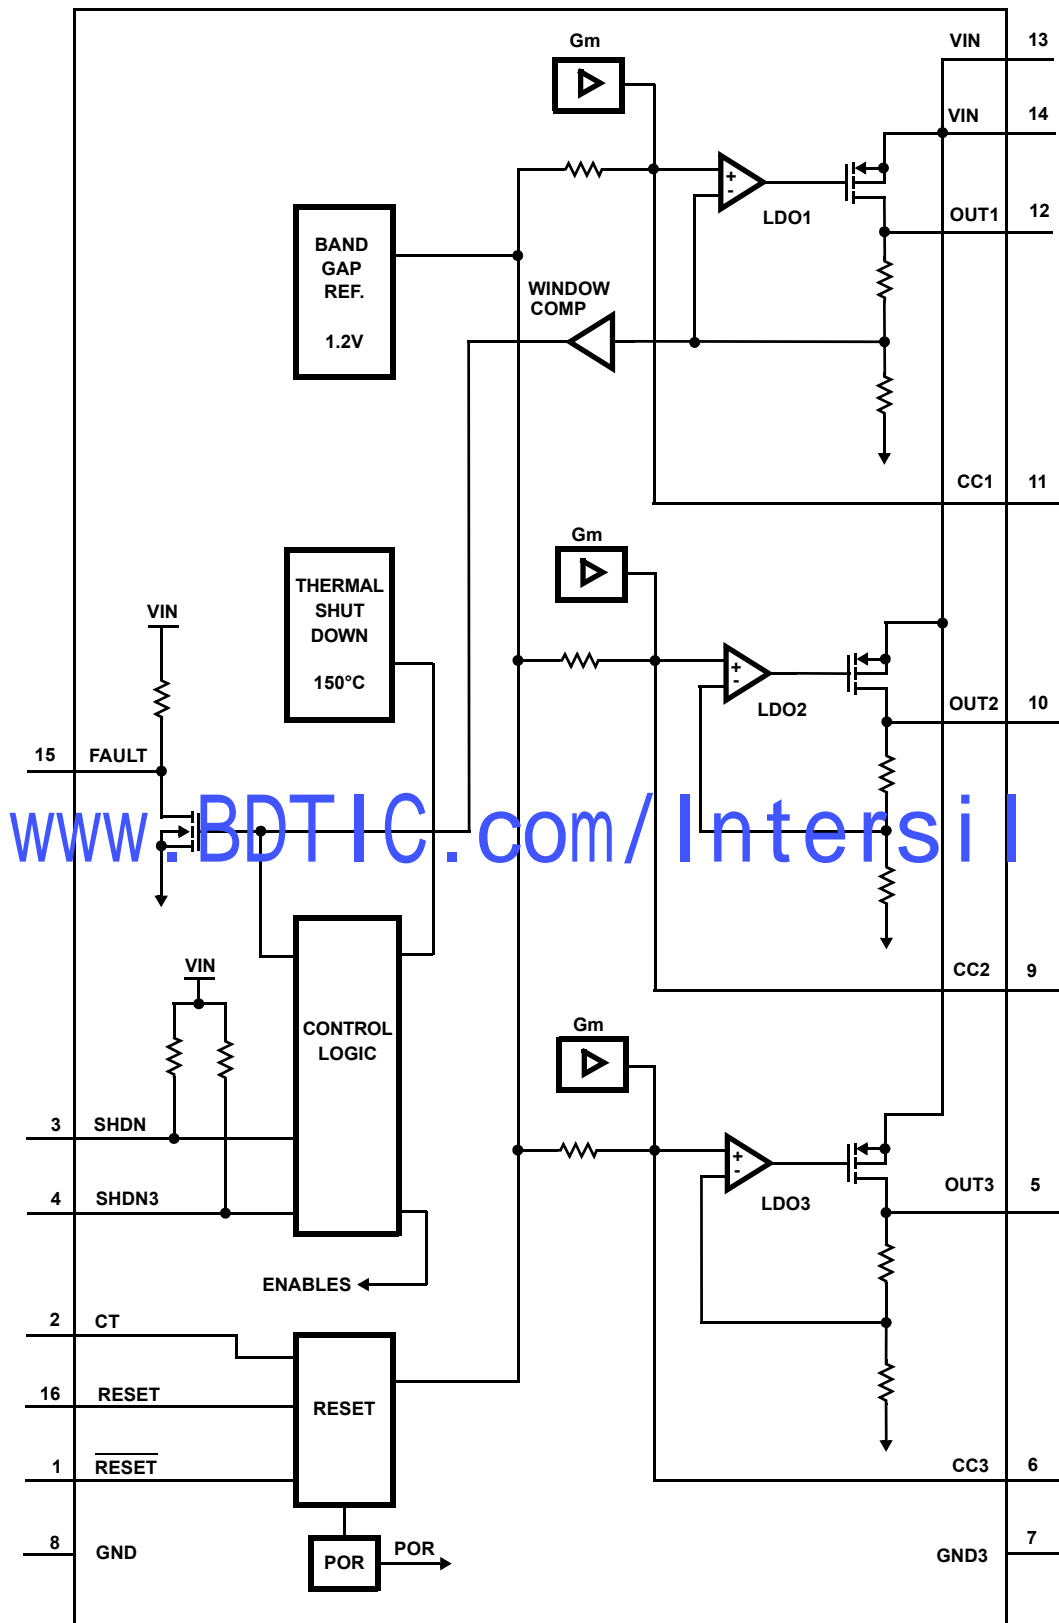 Gm
VIN 13
VIN 14
LDO1
OUT1 12
BAND
GAP
REF.
1.2V
WINDOW
COMP
CC1 11
Gm
THERMAL
SHUT
DOWN
150°C
VIN
LDO2
OUT2 10
15 FAULT
www.BDTIC.com/Intersil
VIN
CC2 9
CONTROL
LOGIC
Gm
3 SHDN
4 SHDN3
LDO3
OUT3 5
ENABLES
2 CT
16 RESET
RESET
1 RESET
CC3 6
8 GND
POR
POR
GND3 7